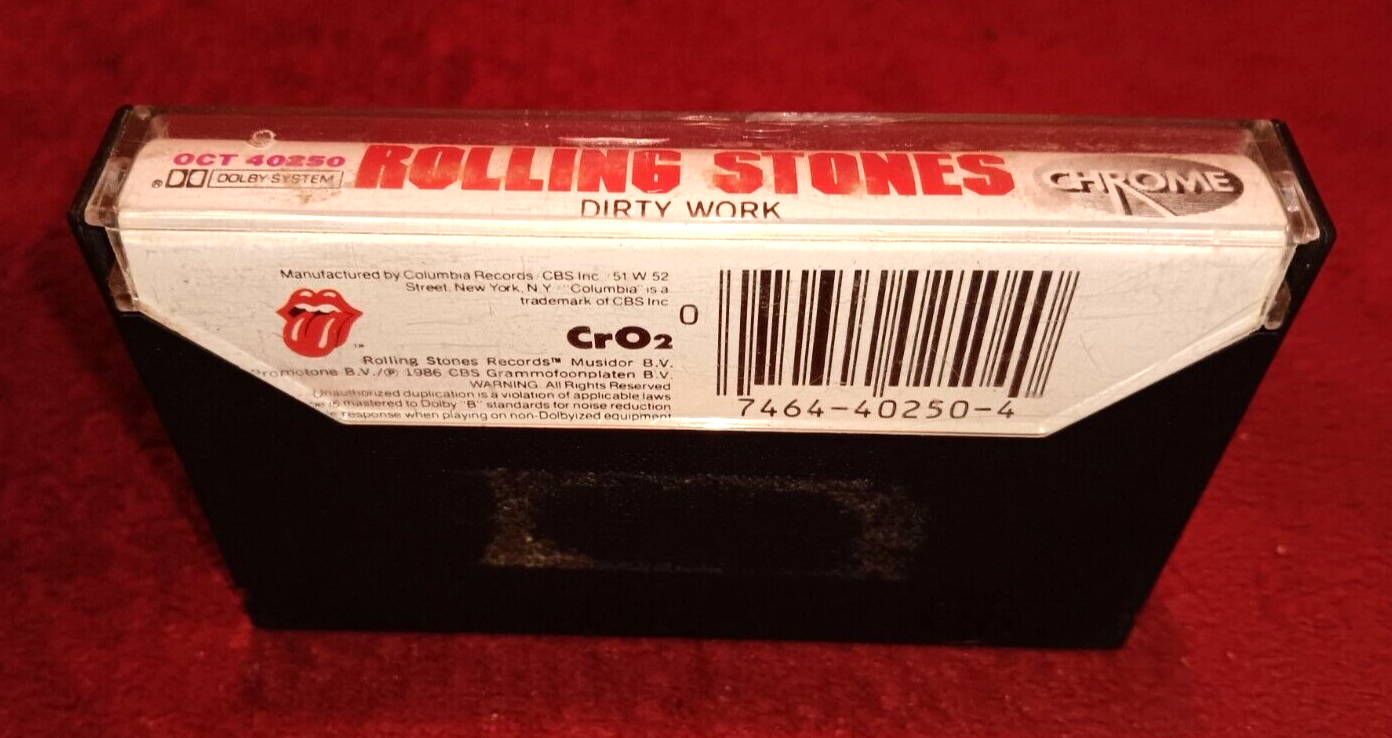 OCT 40250
® DOLBY SYSTEM
ROLLING STONES
DIRTY WORK
CHROME
Manufactured by Columbia Records/CBS Inc./51 W 52
Street, New York, N.Y. "Columbia" is a
trademark of CBS Inc
CrO2
Rolling Stones Records™ Musidor B.V.
Promotone B.V./℗ 1986 CBS Grammofoonplaten B.V.
WARNING. All Rights Reserved
Unauthorized duplication is a violation of applicable laws
is mastered to Dolby "B" standards for noise reduction
response when playing on non-Dolbyized equipment
TM
0
7464-40250-4